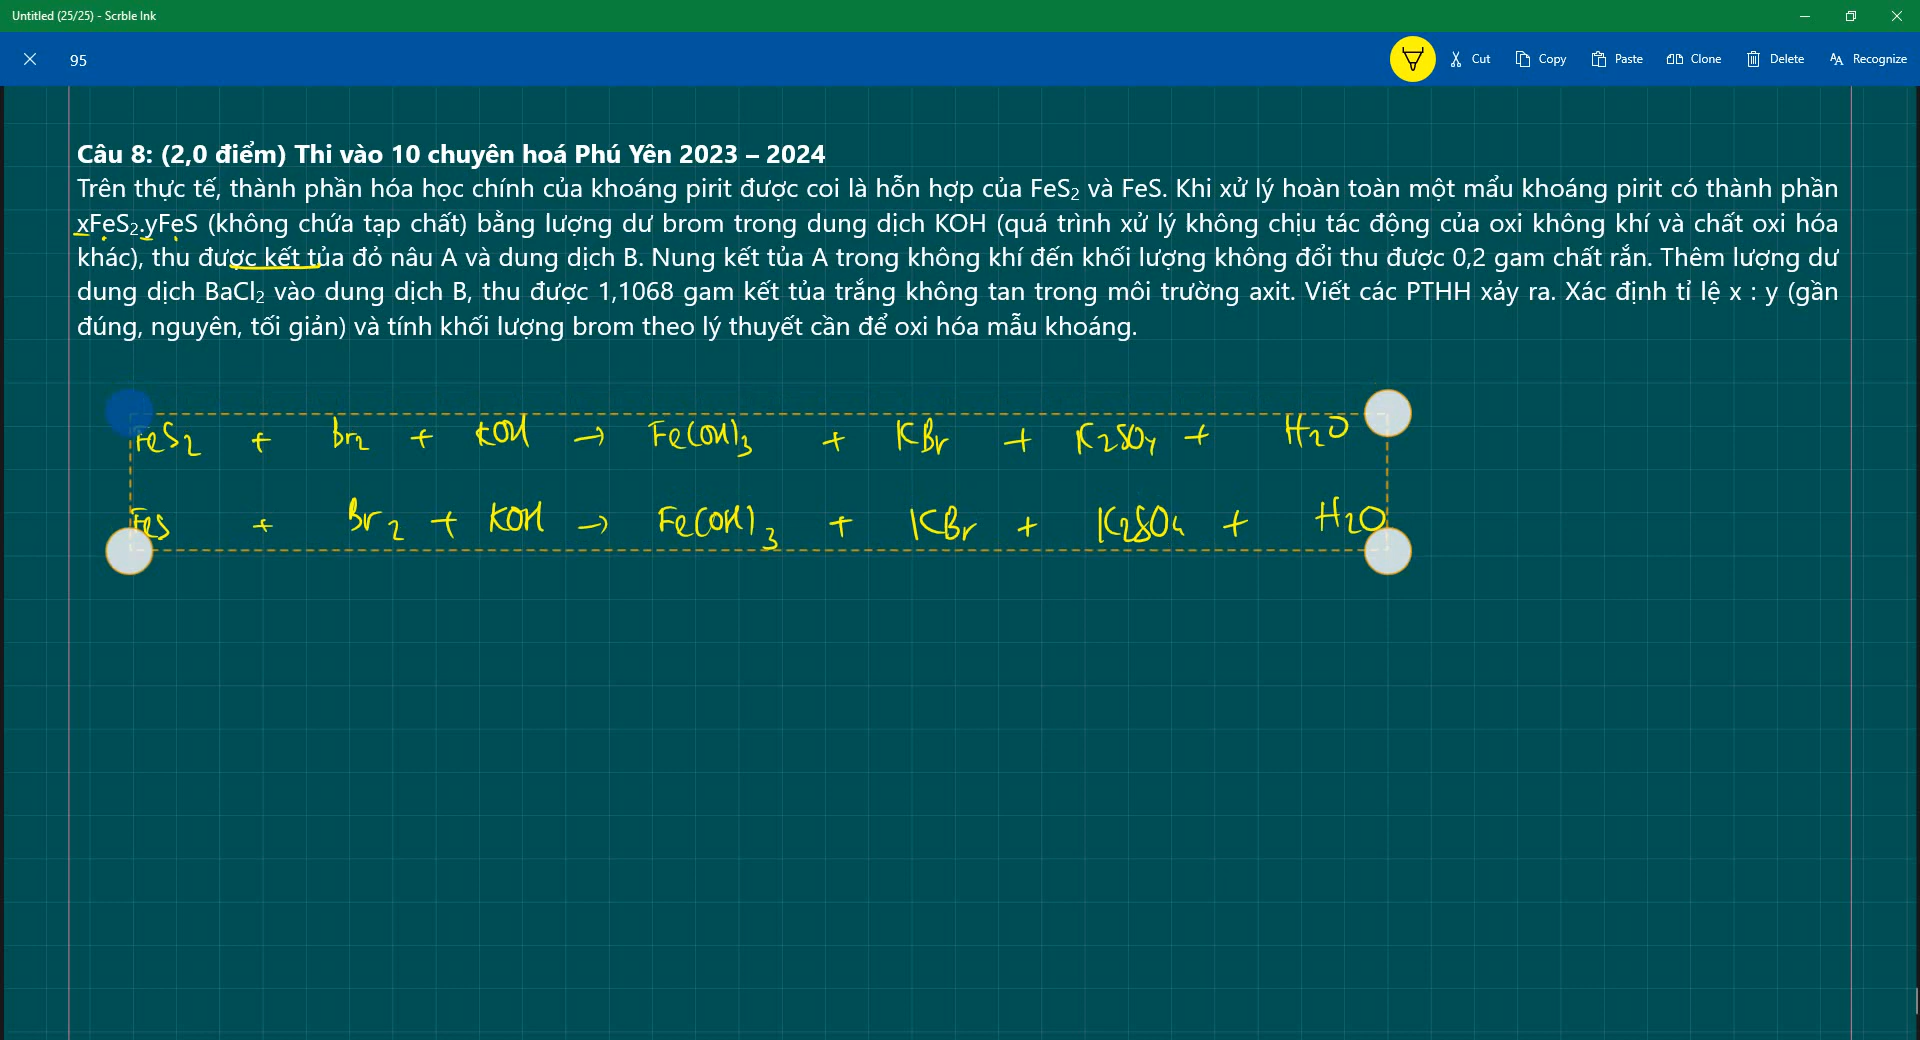 Untitled (25/25) - Scrble Ink
95 Cut Copy Paste Clone Delete Recognize
Câu 8: (2,0 điểm) Thi vào 10 chuyên hoá Phú Yên 2023 – 2024
Trên thực tế, thành phần hóa học chính của khoáng pirit được coi là hỗn hợp của FeS₂ và FeS. Khi xử lý hoàn toàn một mẩu khoáng pirit có thành phần
xFeS₂.yFeS (không chứa tạp chất) bằng lượng dư brom trong dung dịch KOH (quá trình xử lý không chịu tác động của oxi không khí và chất oxi hóa
khác), thu được kết tủa đỏ nâu A và dung dịch B. Nung kết tủa A trong không khí đến khối lượng không đổi thu được 0,2 gam chất rắn. Thêm lượng dư
dung dịch BaCl₂ vào dung dịch B, thu được 1,1068 gam kết tủa trắng không tan trong môi trường axit. Viết các PTHH xảy ra. Xác định tỉ lệ x : y (gần
đúng, nguyên, tối giản) và tính khối lượng brom theo lý thuyết cần để oxi hóa mẫu khoáng.
FeS₂ + Br₂ + KOH → Fe(OH)₃ + KBr + K₂SO₄ + H₂O
FeS + Br₂ + KOH → Fe(OH)₃ + KBr + K₂SO₄ + H₂O